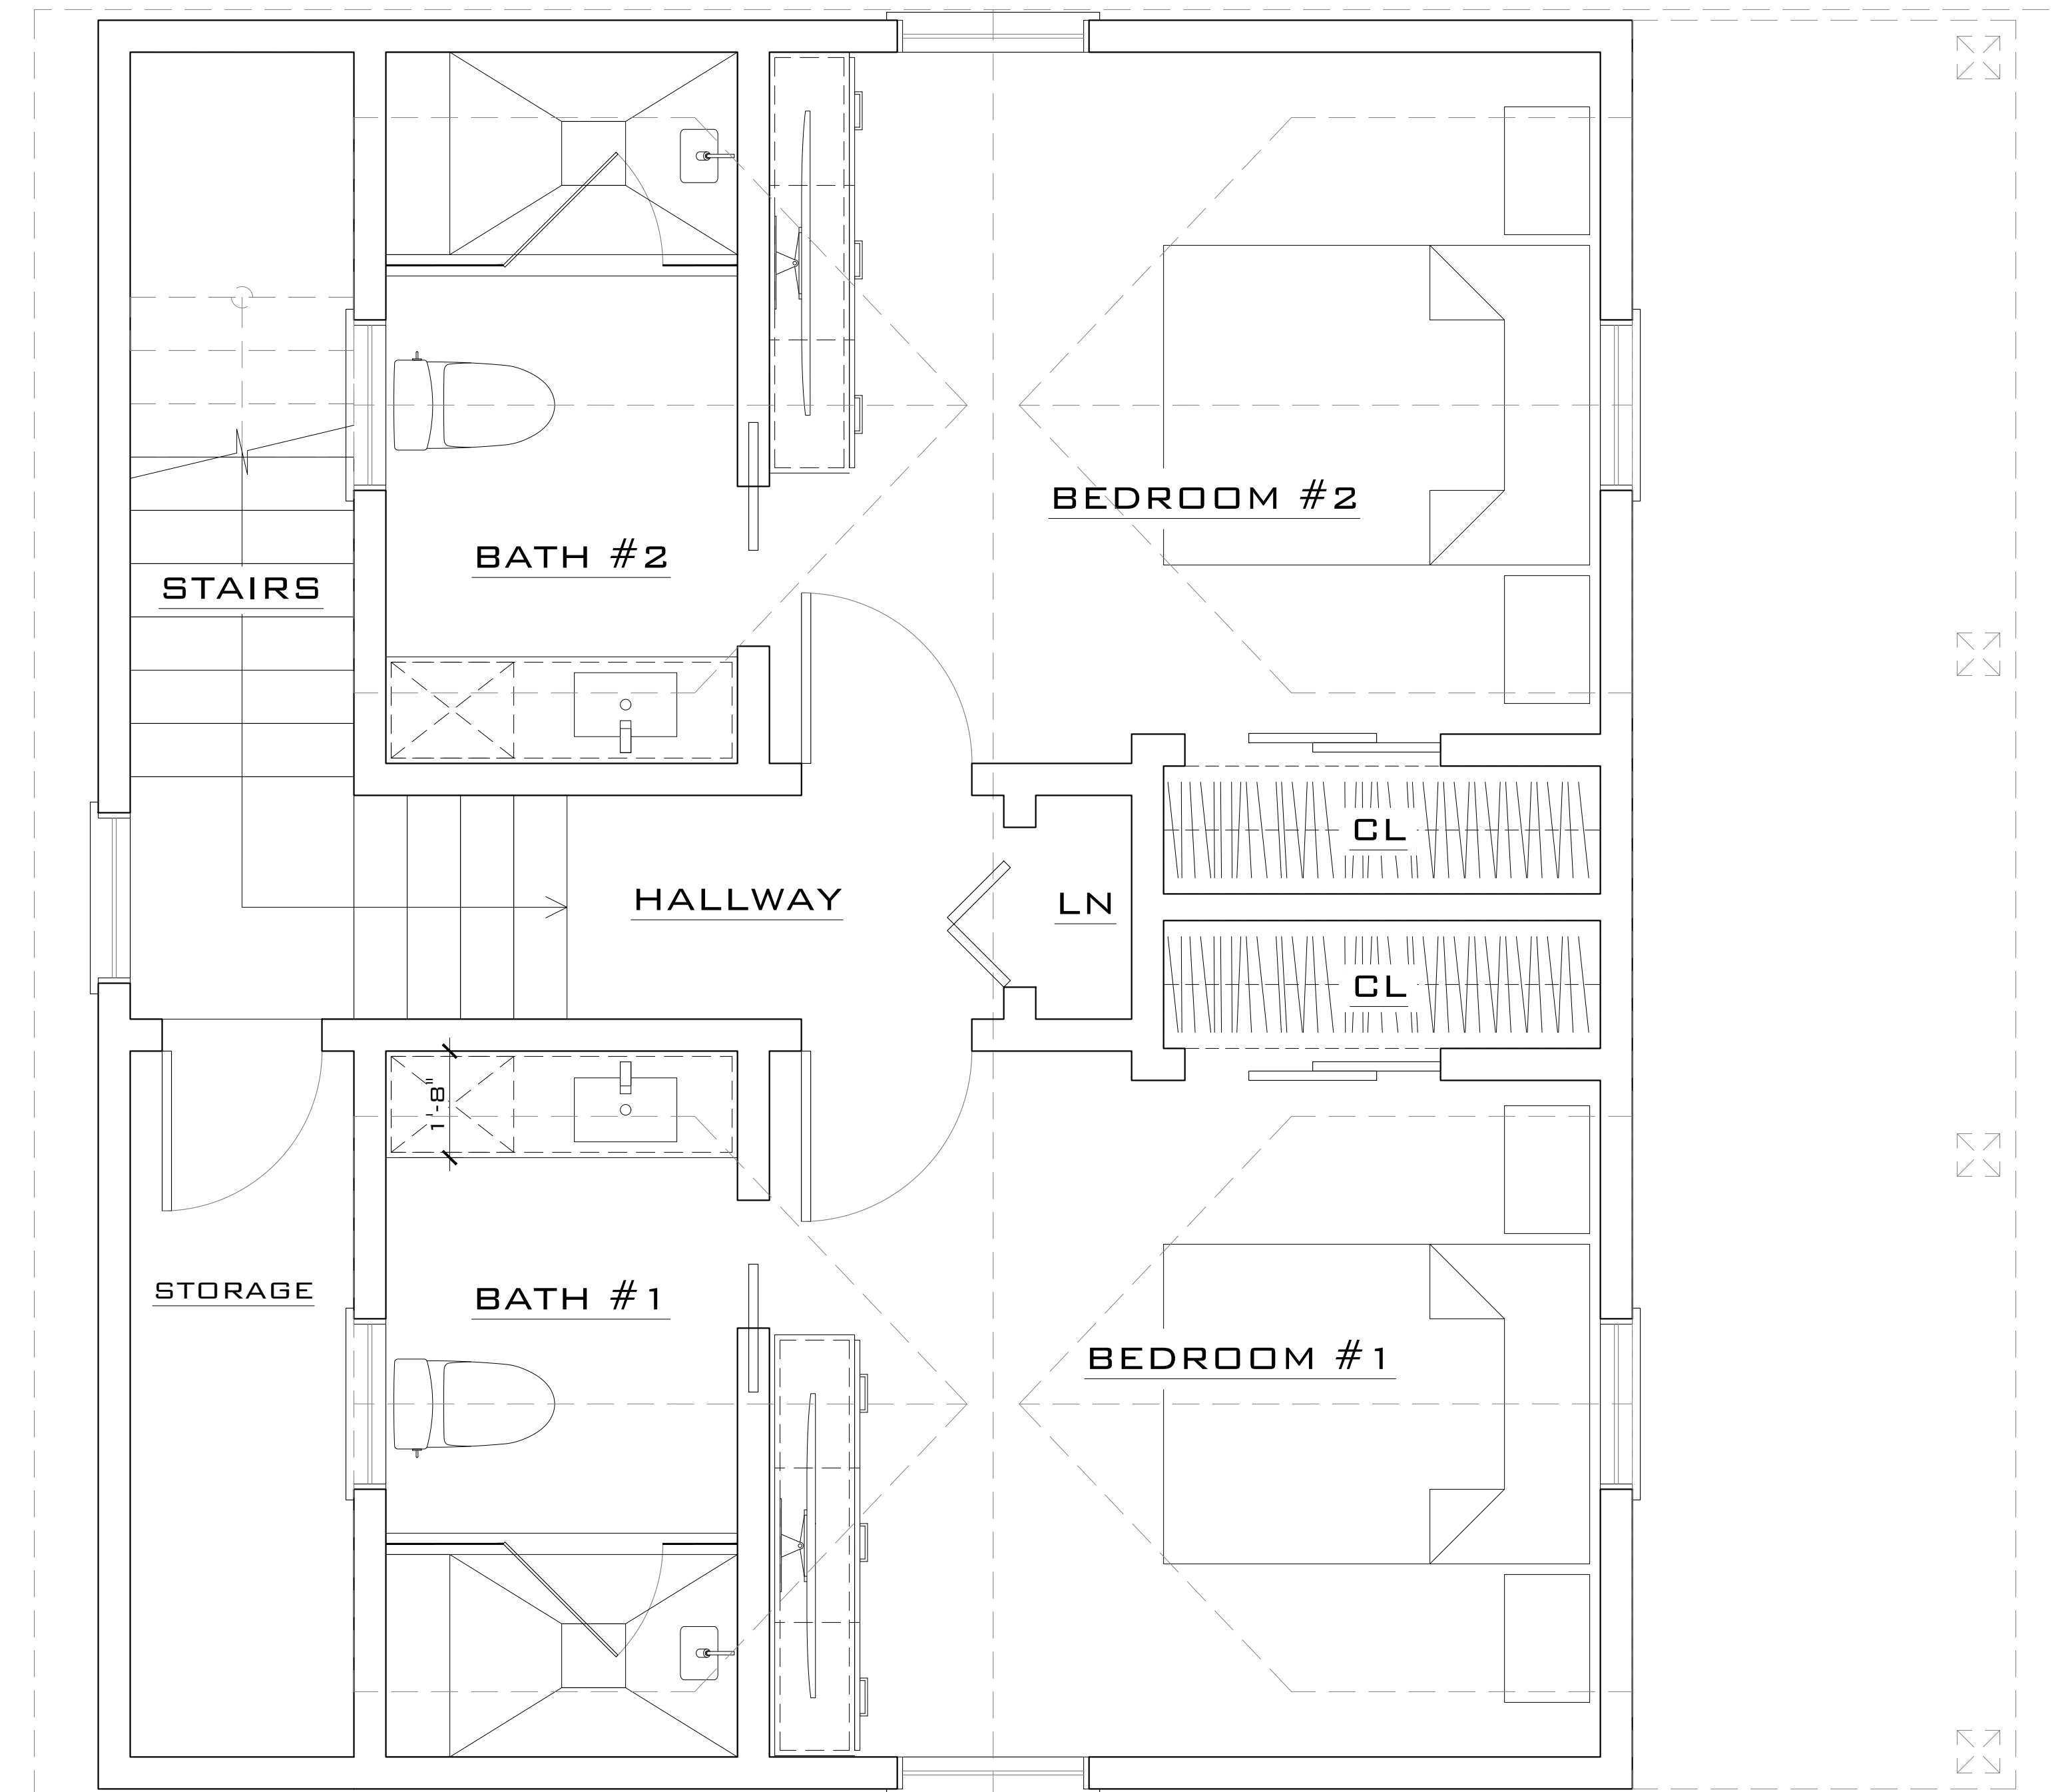 BEDROOM #2
BATH #2
STAIRS
CL
HALLWAY
LN
CL
1'-8"
STORAGE
BATH #1
BEDROOM #1